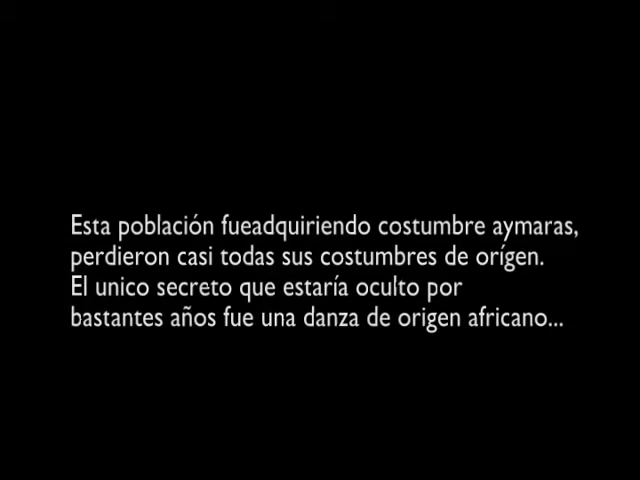 Esta población fueadquiriendo costumbre aymaras,
perdieron casi todas sus costumbres de orígen.
El unico secreto que estaría oculto por
bastantes años fue una danza de origen africano...